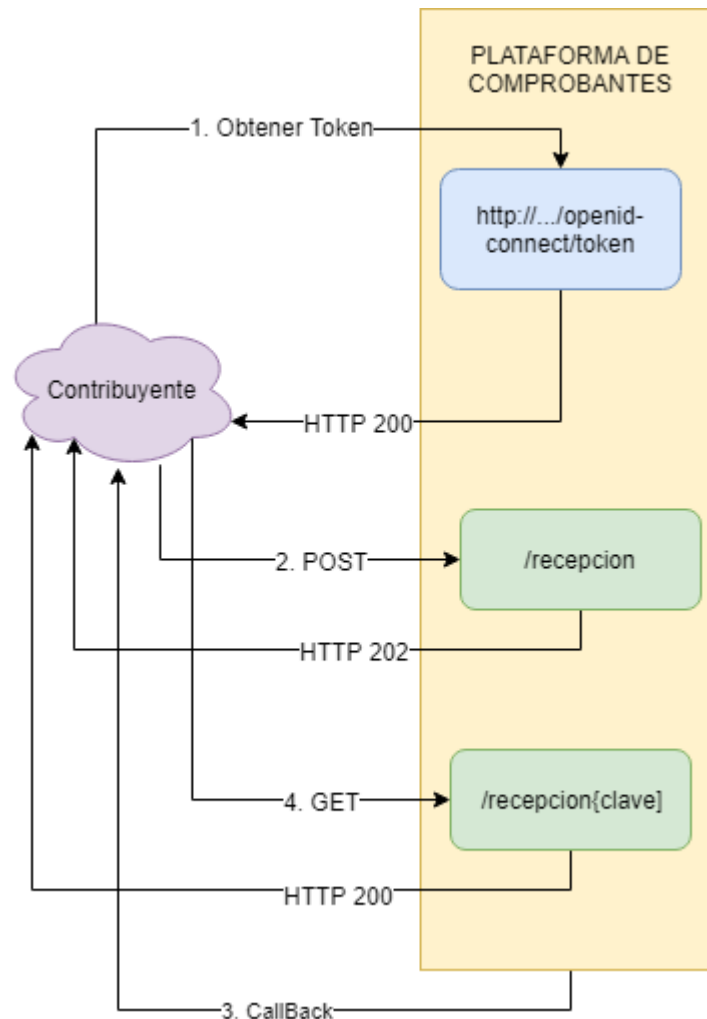 PLATAFORMA DE
COMPROBANTES
1. Obtener Token
http://.../openid-
connect/token
Contribuyente
HTTP 200
2. POST
/recepcion
HTTP 202
4. GET
/recepcion{clave]
HTTP 200
3. CallBack